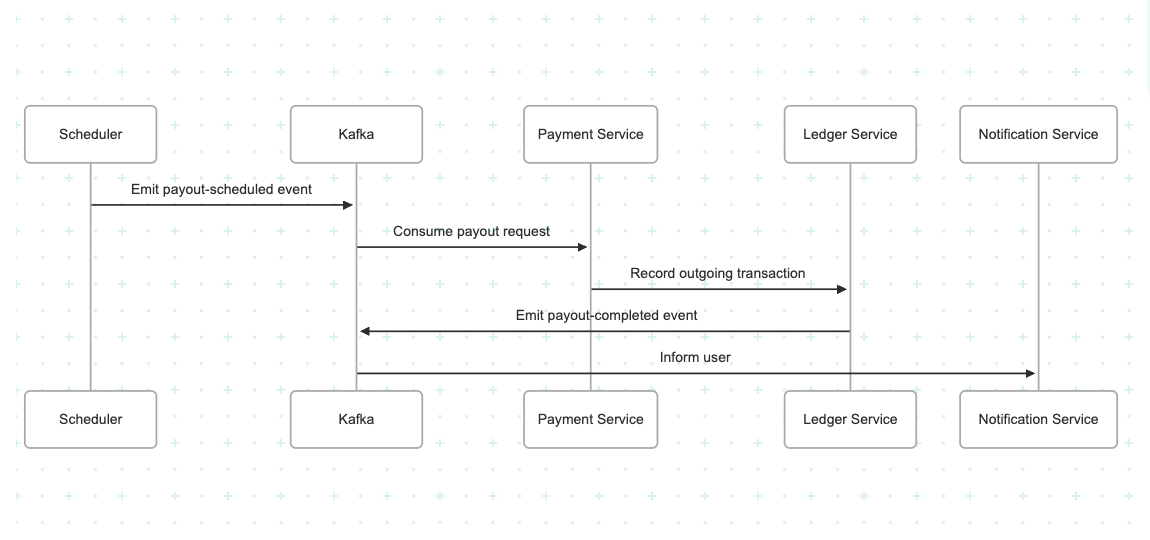 Scheduler
Kafka
Payment Service
Ledger Service
Notification Service
Emit payout-scheduled event
Consume payout request
Record outgoing transaction
Emit payout-completed event
Inform user
Scheduler
Kafka
Payment Service
Ledger Service
Notification Service